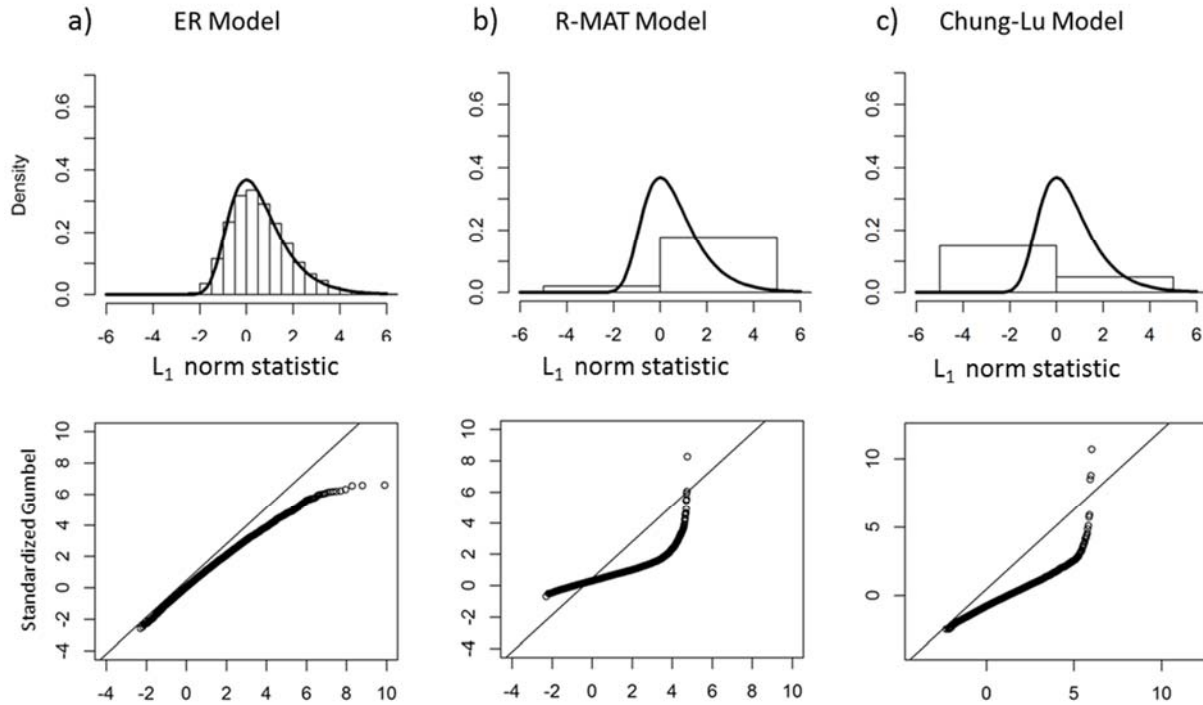 a) ER Model
b) R-MAT Model
c) Chung-Lu Model
Density
0.0 0.2 0.4 0.6
-6 -4 -2 0 2 4 6
L1 norm statistic
0.0 0.2 0.4 0.6
-6 -4 -2 0 2 4 6
L1 norm statistic
0.0 0.2 0.4 0.6
-6 -4 -2 0 2 4 6
L1 norm statistic
Standardized Gumbel
-4 -2 0 2 4 6 8 10
-4 -2 0 2 4 6 8 10
-4 -2 0 2 4 6 8 10
-4 -2 0 2 4 6 8 10
0 5 10
0 5 10